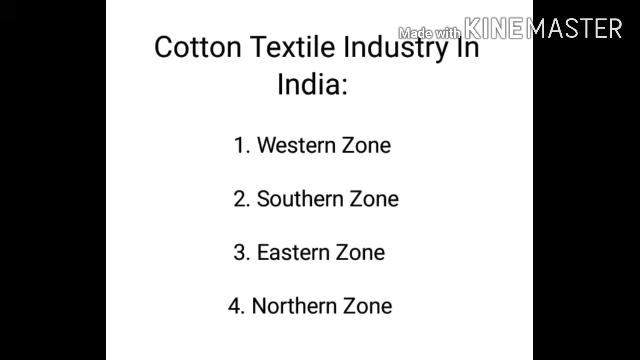 Made with KINEMASTER
Cotton Textile Industry In
India:
1. Western Zone
2. Southern Zone
3. Eastern Zone
4. Northern Zone